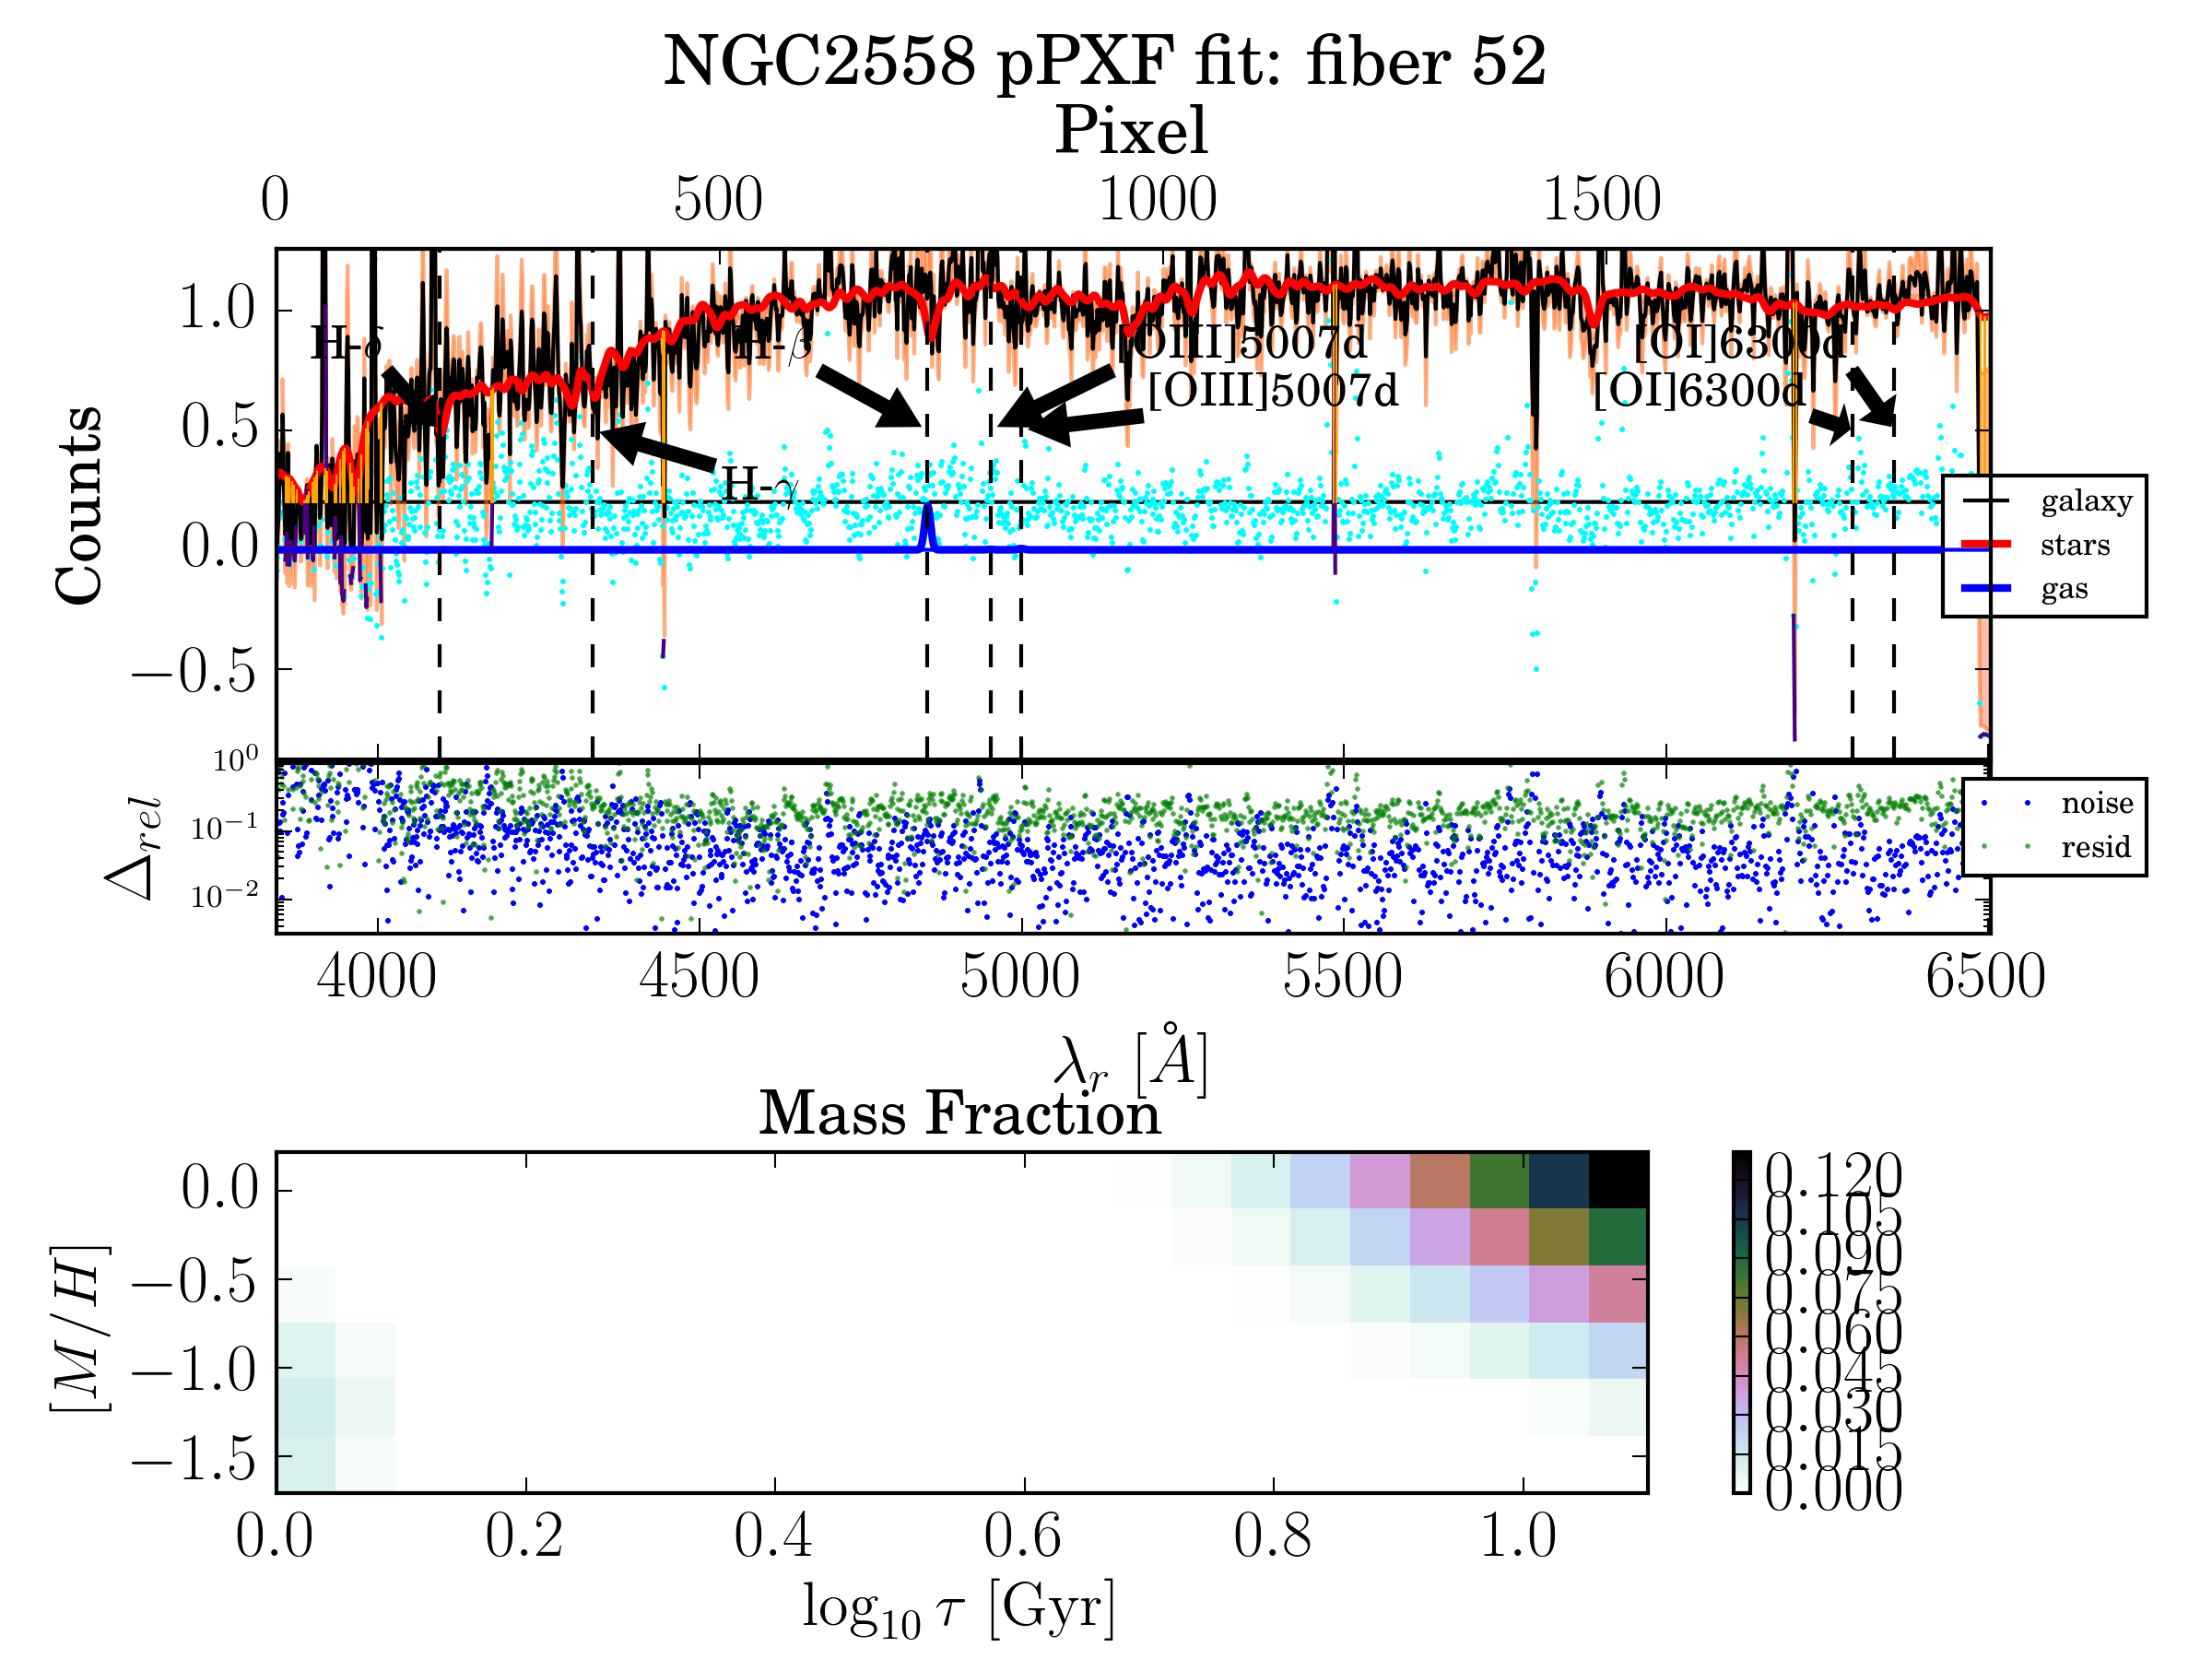 NGC2558 pPXF fit: fiber 52
Pixel
0 500 1000 1500
Counts
1.0
0.5
0.0
−0.5
H-δ
H-γ
H-β
[OIII]5007d
[OIII]5007d
[OI]6300d
[OI]6300d
galaxy
stars
gas
Δrel
10⁰
10⁻¹
10⁻²
noise
resid
4000 4500 5000 5500 6000 6500
λr [Å]
Mass Fraction
[M/H]
0.0
−0.5
−1.0
−1.5
0.0 0.2 0.4 0.6 0.8 1.0
log₁₀ τ [Gyr]
0.120
0.105
0.090
0.075
0.060
0.045
0.030
0.015
0.000